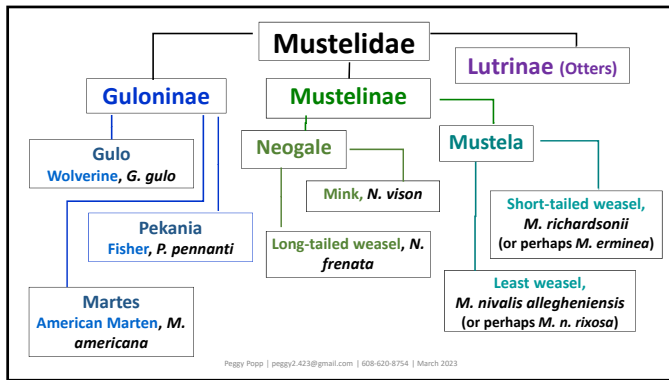 Mustelidae
Lutrinae (Otters)
Guloninae
Mustelinae
Gulo
Wolverine, G. gulo
Neogale
Mustela
Mink, N. vison
Short-tailed weasel,
M. richardsonii
(or perhaps M. erminea)
Pekania
Fisher, P. pennanti
Long-tailed weasel, N.
frenata
Least weasel,
M. nivalis allegheniensis
(or perhaps M. n. rixosa)
Martes
American Marten, M.
americana
Peggy Popp | peggy2.423@gmail.com | 608-620-8754 | March 2023